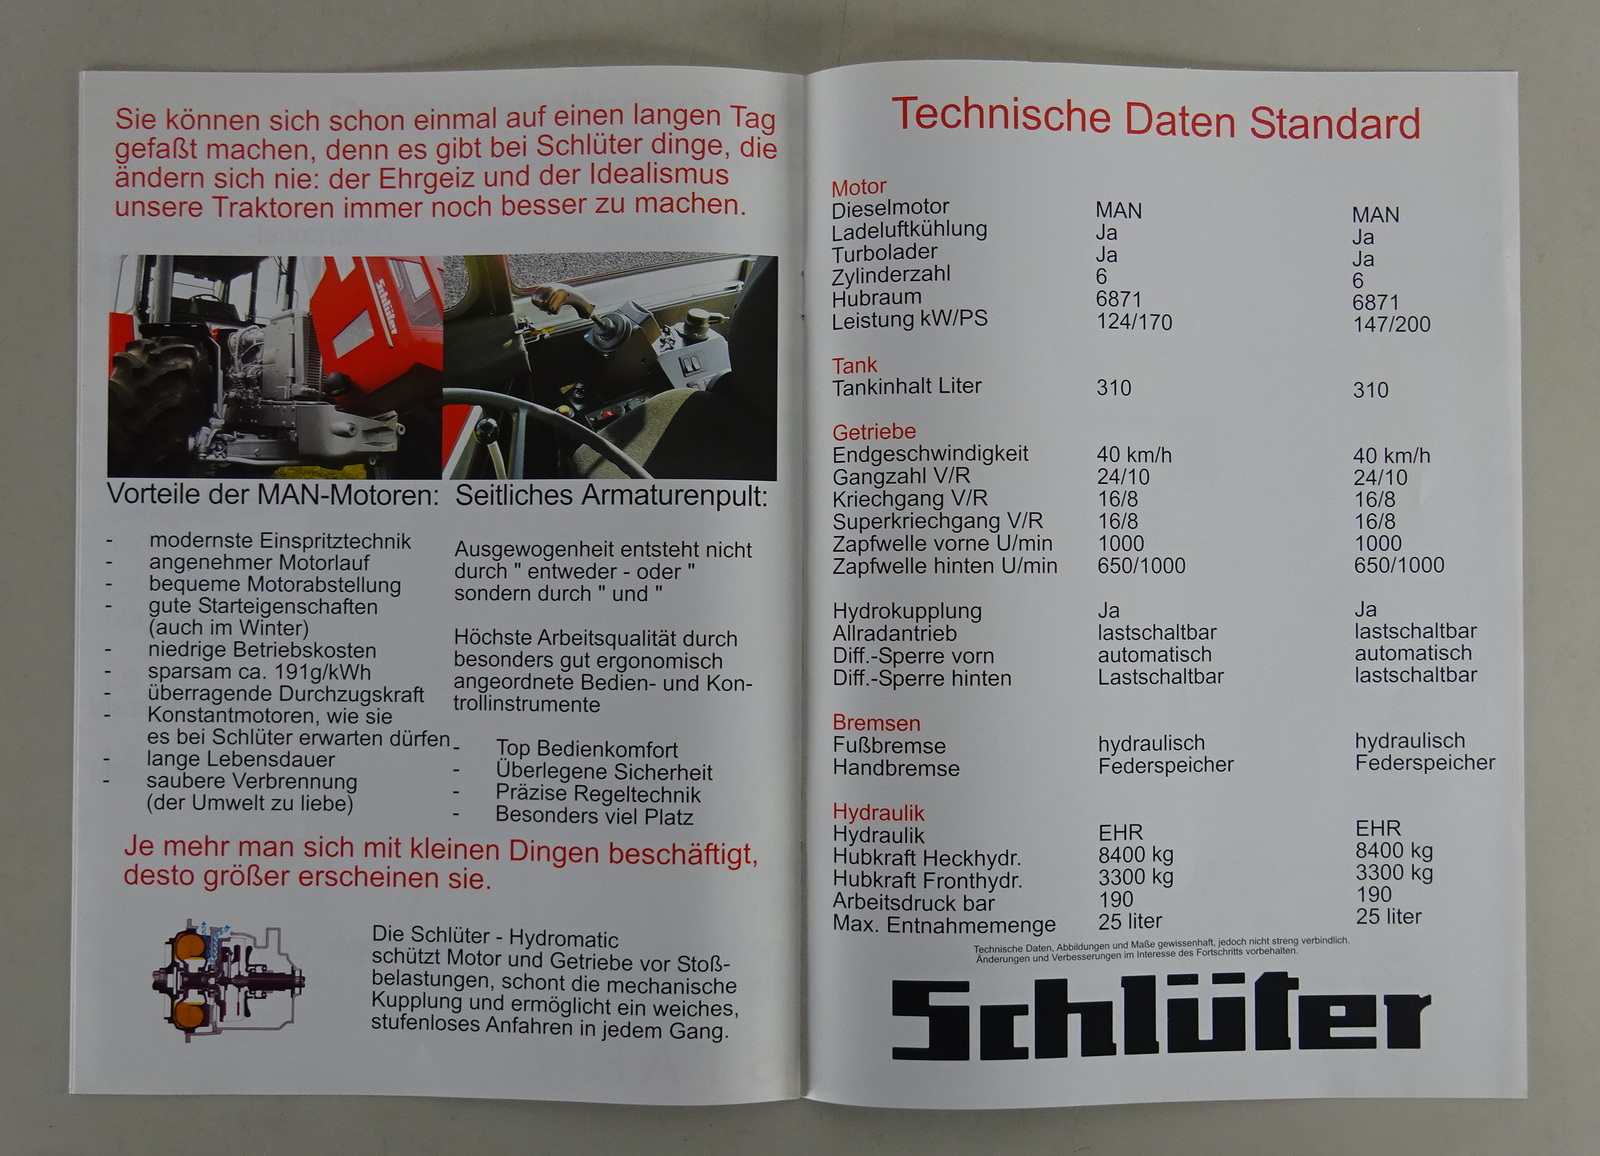 Sie können sich schon einmal auf einen langen Tag
gefaßt machen, denn es gibt bei Schlüter dinge, die
ändern sich nie: der Ehrgeiz und der Idealismus
unsere Traktoren immer noch besser zu machen.
Schlüter
Vorteile der MAN-Motoren:
- modernste Einspritztechnik
- angenehmer Motorlauf
- bequeme Motorabstellung
- gute Starteigenschaften
(auch im Winter)
- niedrige Betriebskosten
- sparsam ca. 191g/kWh
- überragende Durchzugskraft
- Konstantmotoren, wie sie
es bei Schlüter erwarten dürfen
- lange Lebensdauer
- saubere Verbrennung
(der Umwelt zu liebe)
Seitliches Armaturenpult:
Ausgewogenheit entsteht nicht
durch " entweder - oder "
sondern durch " und "
Höchste Arbeitsqualität durch
besonders gut ergonomisch
angeordnete Bedien- und Kon-
trollinstrumente
- Top Bedienkomfort
- Überlegene Sicherheit
- Präzise Regeltechnik
- Besonders viel Platz
Je mehr man sich mit kleinen Dingen beschäftigt,
desto größer erscheinen sie.
Die Schlüter - Hydromatic
schützt Motor und Getriebe vor Stoß-
belastungen, schont die mechanische
Kupplung und ermöglicht ein weiches,
stufenloses Anfahren in jedem Gang.
Technische Daten Standard
Motor
Dieselmotor MAN MAN
Ladeluftkühlung Ja Ja
Turbolader Ja Ja
Zylinderzahl 6 6
Hubraum 6871 6871
Leistung kW/PS 124/170 147/200
Tank
Tankinhalt Liter 310 310
Getriebe
Endgeschwindigkeit 40 km/h 40 km/h
Gangzahl V/R 24/10 24/10
Kriechgang V/R 16/8 16/8
Superkriechgang V/R 16/8 16/8
Zapfwelle vorne U/min 1000 1000
Zapfwelle hinten U/min 650/1000 650/1000
Hydrokupplung Ja Ja
Allradantrieb lastschaltbar lastschaltbar
Diff.-Sperre vorn automatisch automatisch
Diff.-Sperre hinten Lastschaltbar lastschaltbar
Bremsen
Fußbremse hydraulisch hydraulisch
Handbremse Federspeicher Federspeicher
Hydraulik
Hydraulik EHR EHR
Hubkraft Heckhydr. 8400 kg 8400 kg
Hubkraft Fronthydr. 3300 kg 3300 kg
Arbeitsdruck bar 190 190
Max. Entnahmemenge 25 liter 25 liter
Technische Daten, Abbildungen und Maße gewissenhaft, jedoch nicht streng verbindlich.
Änderungen und Verbesserungen im Interesse des Fortschritts vorbehalten.
Schlüter